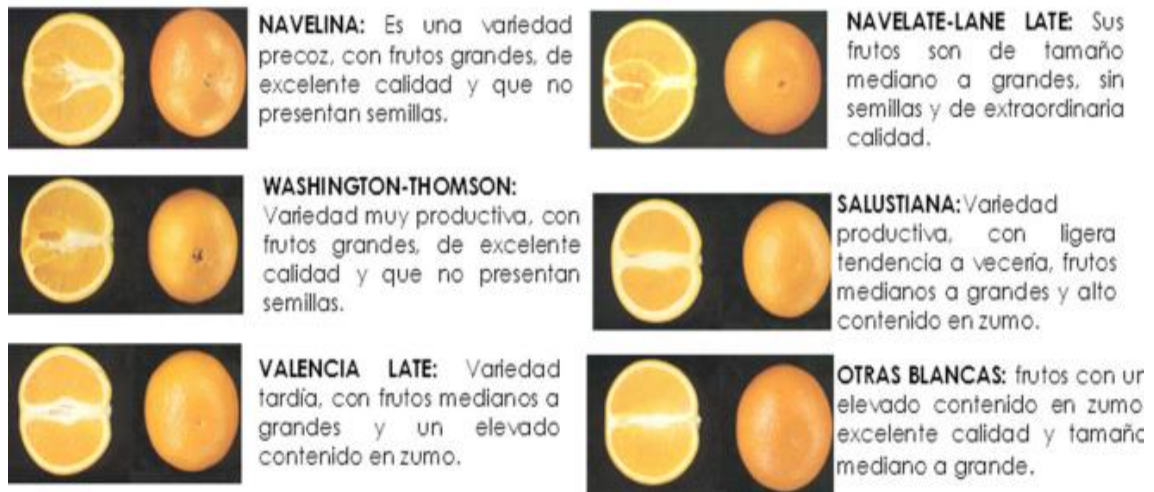 NAVELINA: Es una variedad
precoz, con frutos grandes, de
excelente calidad y que no
presentan semillas.
NAVELATE-LANE LATE: Sus
frutos son de tamaño
mediano a grandes, sin
semillas y de extraordinaria
calidad.
WASHINGTON-THOMSON:
Variedad muy productiva, con
frutos grandes, de excelente
calidad y que no presentan
semillas.
SALUSTIANA:Variedad
productiva, con ligera
tendencia a vecería, frutos
medianos a grandes y alto
contenido en zumo.
VALENCIA LATE: Variedad
tardía, con frutos medianos a
grandes y un elevado
contenido en zumo.
OTRAS BLANCAS: frutos con un
elevado contenido en zumo
excelente calidad y tamaño
mediano a grande.